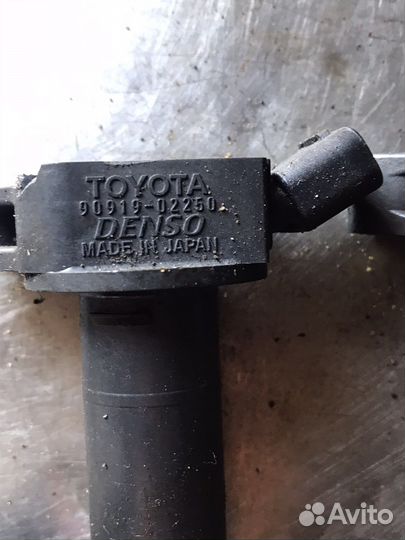 TOYOTA
90919-02250
DENSO
MADE IN JAPAN
Avito